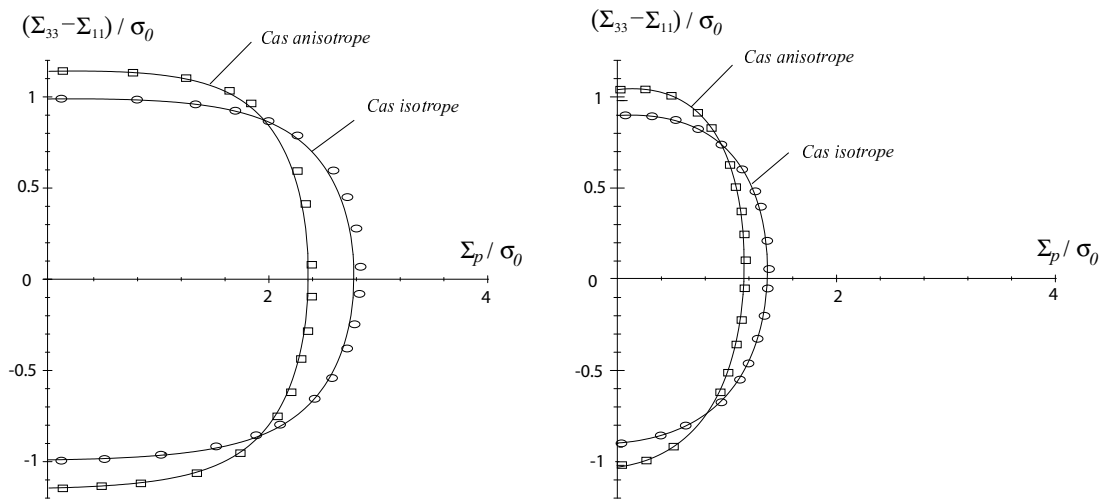 (Σ33−Σ11) / σ0
Cas anisotrope
Cas isotrope
1
0.5
0
-0.5
-1
2
4
Σp / σ0
(Σ33−Σ11) / σ0
Cas anisotrope
Cas isotrope
1
0.5
0
-0.5
-1
2
4
Σp / σ0